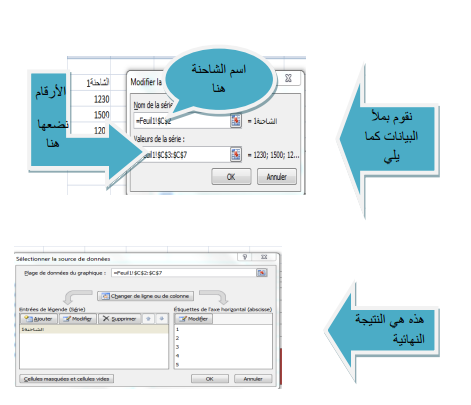 اسم الشاحنة
هنا
الأرقام
نضعها
هنا
الشاحنة1
1230
1500
120
Modifier la
Nom de la série
=Feuil1!$C$2
= الشاحنة1
Valeurs de la série :
Feuil1!$C$3:$C$7
= 1230; 1500; 12...
OK
Annuler
نقوم بملأ
البيانات كما
يلي
Sélectionner la source de données
Plage de données du graphique : =Feuil1!$C$2:$C$7
Changer de ligne ou de colonne
Entrées de légende (Série)
Étiquettes de l'axe horizontal (abscisse)
Ajouter Modifier Supprimer
Modifier
الشاحنة1
1
2
3
4
5
Cellules masquées et cellules vides
OK
Annuler
هذه هي النتيجة
النهائية